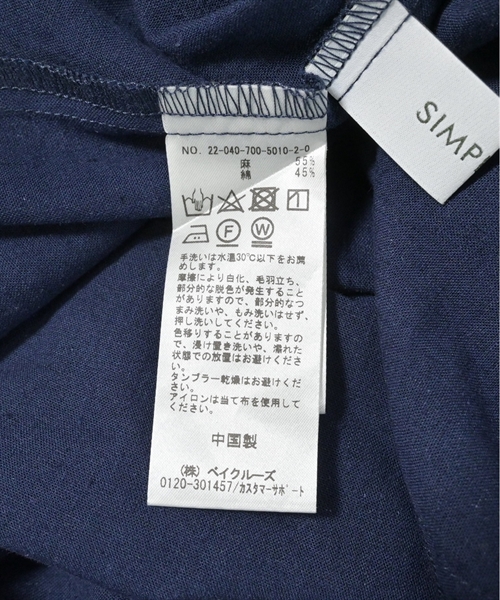 NO. 22-040-700-5010-2-0
麻 55%
綿 45%
F W
手洗いは水温30℃以下をお薦
めします。
摩擦により白化、毛羽立ち、
部分的な脱色が発生すること
がありますので、部分的なつ
まみ洗いや、もみ洗いはせず、
押し洗いしてください。
色移りすることがありますの
で、浸け置き洗いや、濡れた
状態での放置はお避けくださ
い。
タンブラー乾燥はお避けくだ
さい。
アイロンは当て布を使用して
ください。
中国製
(株) ベイクルーズ
0120-301457/カスタマーサポート
SIMP